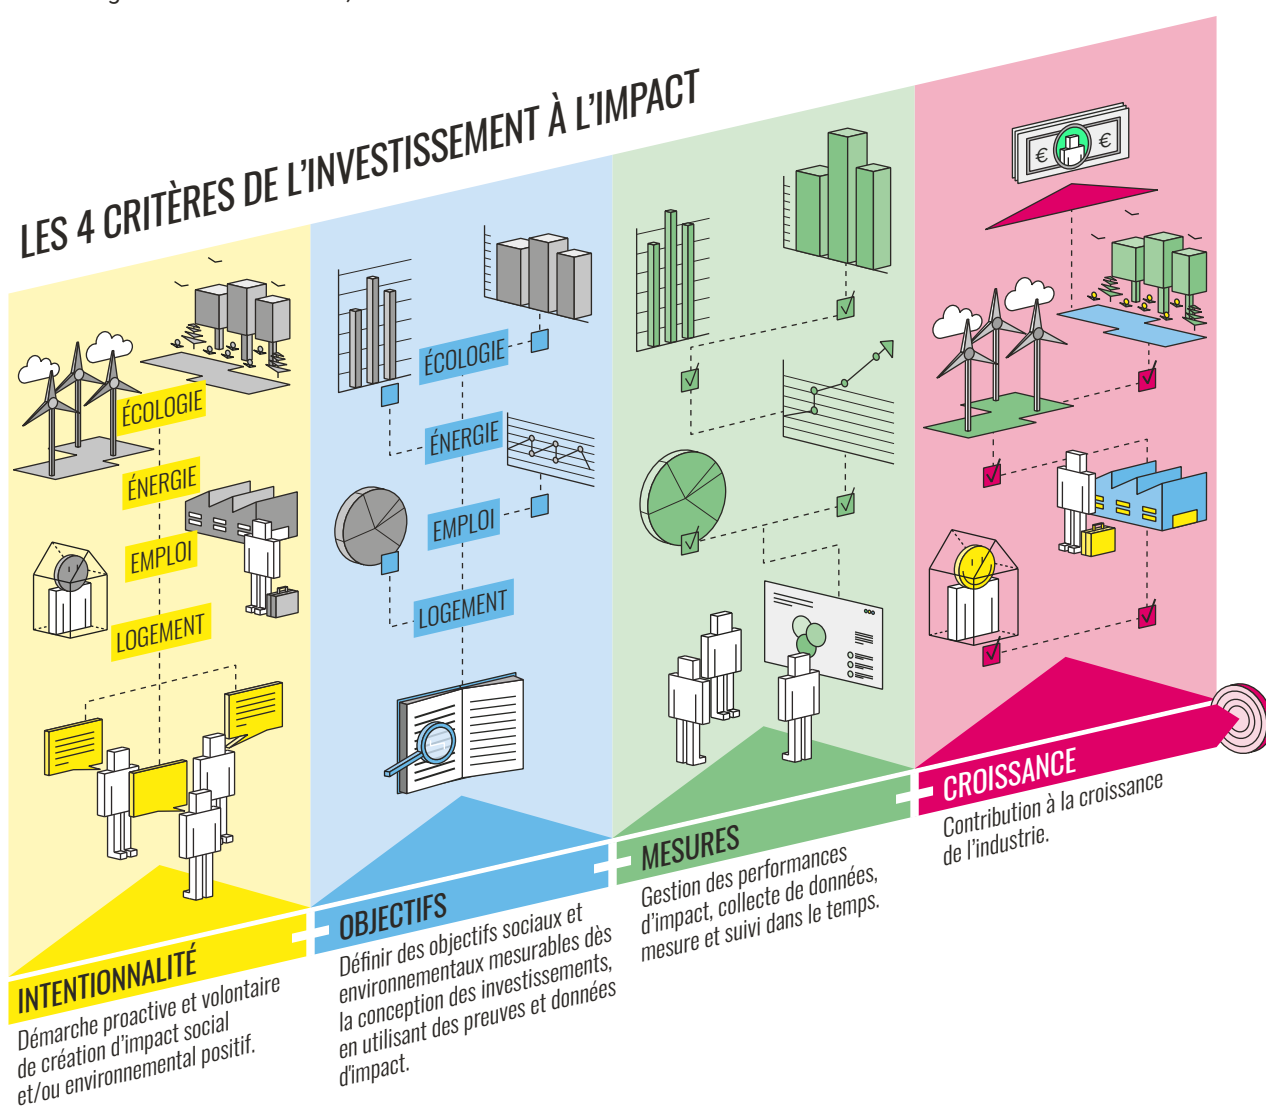 LES 4 CRITÈRES DE L'INVESTISSEMENT À L'IMPACT
ÉCOLOGIE
ÉNERGIE
EMPLOI
LOGEMENT
INTENTIONNALITÉ
Démarche proactive et volontaire
de création d'impact social
et/ou environnemental positif.
ÉCOLOGIE
ÉNERGIE
EMPLOI
LOGEMENT
OBJECTIFS
Définir des objectifs sociaux et
environnementaux mesurables dès
la conception des investissements,
en utilisant des preuves et données
d'impact.
MESURES
Gestion des performances
d'impact, collecte de données,
mesure et suivi dans le temps.
€ €
CROISSANCE
Contribution à la croissance
de l'industrie.